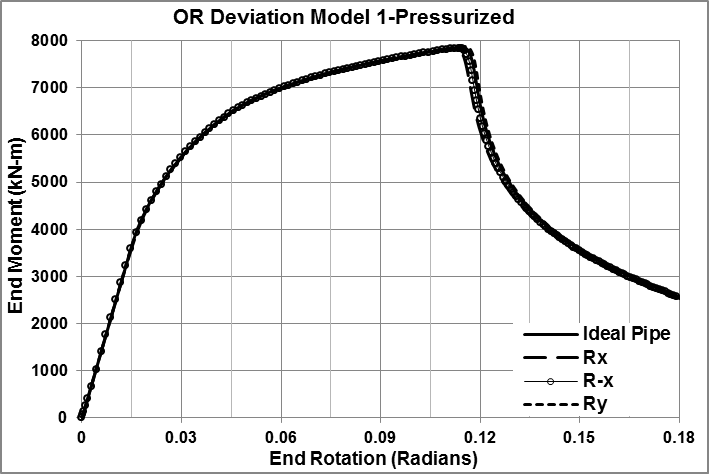 OR Deviation Model 1-Pressurized
End Moment (kN-m)
8000
7000
6000
5000
4000
3000
2000
1000
0
Ideal Pipe
Rx
R-x
Ry
0 0.03 0.06 0.09 0.12 0.15 0.18
End Rotation (Radians)